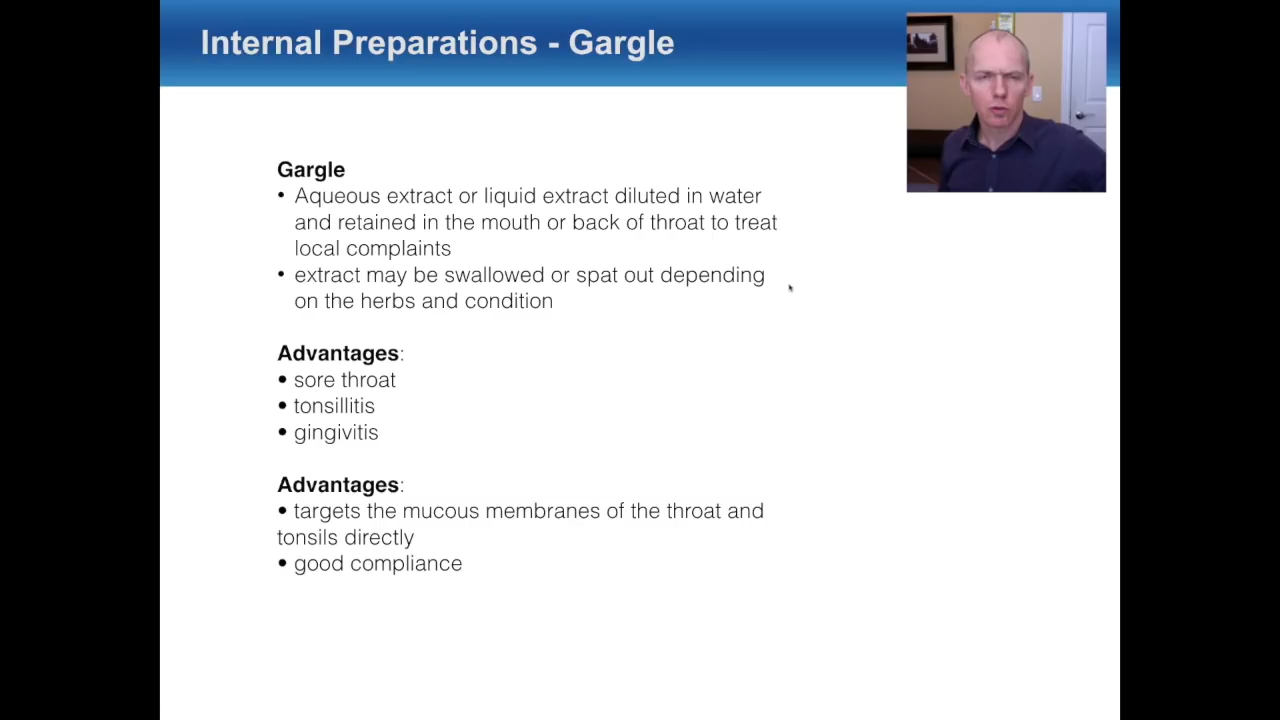 Internal Preparations - Gargle
Gargle
• Aqueous extract or liquid extract diluted in water
and retained in the mouth or back of throat to treat
local complaints
• extract may be swallowed or spat out depending
on the herbs and condition
Advantages:
• sore throat
• tonsillitis
• gingivitis
Advantages:
• targets the mucous membranes of the throat and
tonsils directly
• good compliance